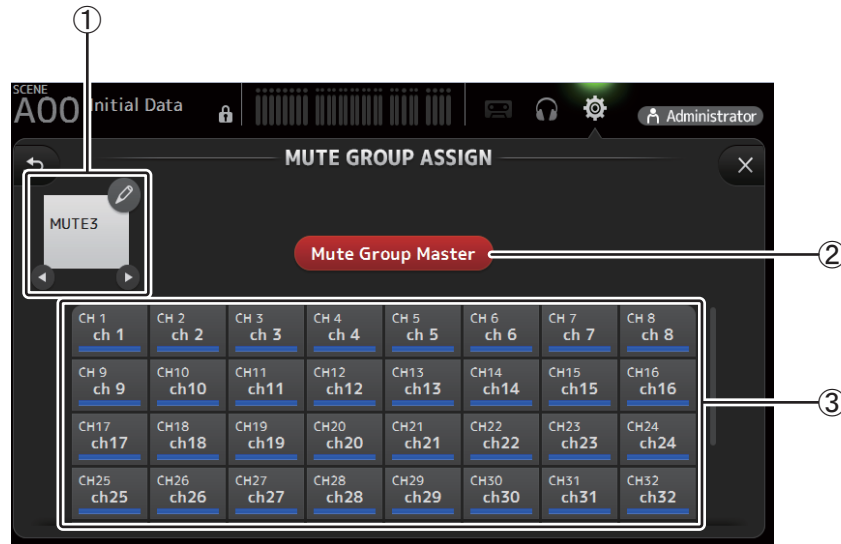 ①
SCENE
A00 Initial Data
Administrator
MUTE GROUP ASSIGN
MUTE3
Mute Group Master
②
CH 1 CH 2 CH 3 CH 4 CH 5 CH 6 CH 7 CH 8
ch 1 ch 2 ch 3 ch 4 ch 5 ch 6 ch 7 ch 8
CH 9 CH10 CH11 CH12 CH13 CH14 CH15 CH16
ch 9 ch10 ch11 ch12 ch13 ch14 ch15 ch16
③
CH17 CH18 CH19 CH20 CH21 CH22 CH23 CH24
ch17 ch18 ch19 ch20 ch21 ch22 ch23 ch24
CH25 CH26 CH27 CH28 CH29 CH30 CH31 CH32
ch25 ch26 ch27 ch28 ch29 ch30 ch31 ch32